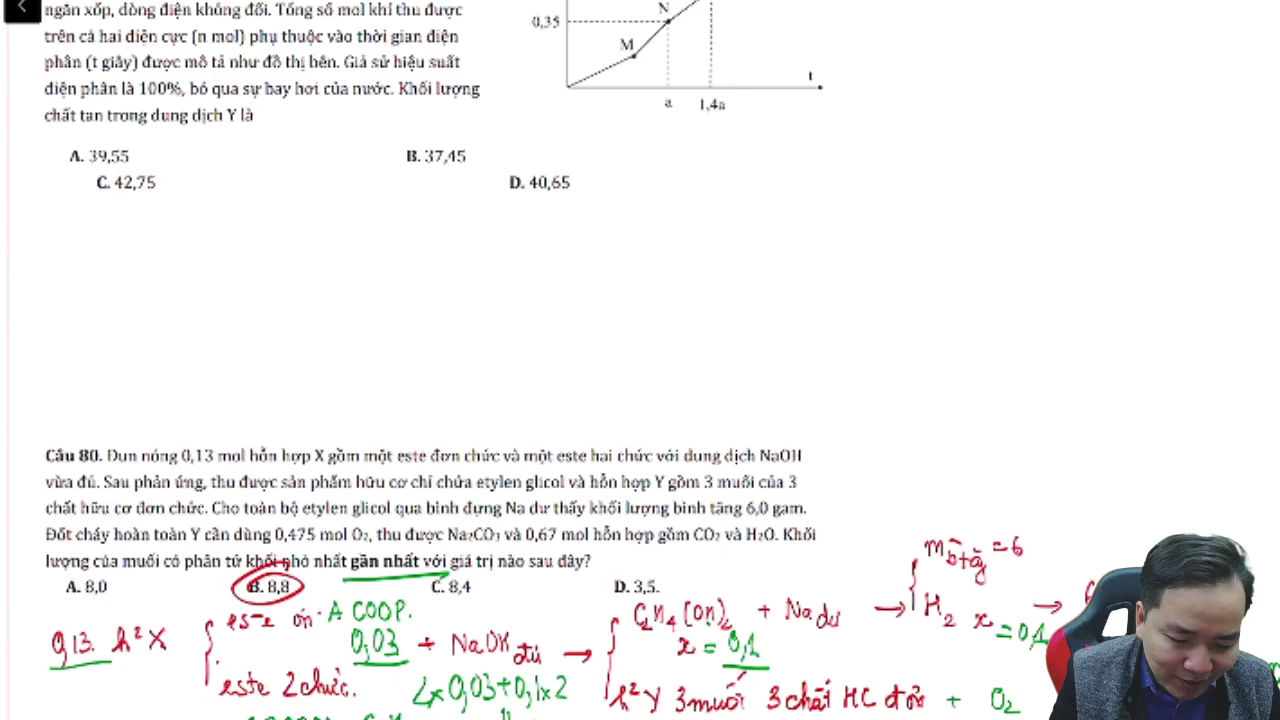 ngăn xốp, dòng điện không đổi. Tổng số mol khí thu được
trên cả hai điện cực (n mol) phụ thuộc vào thời gian điện
phân (t giây) được mô tả như đồ thị bên. Giả sử hiệu suất
điện phân là 100%, bỏ qua sự bay hơi của nước. Khối lượng
chất tan trong dung dịch Y là
N
0,35
M
t
a 1,4a
A. 39,55 B. 37,45
C. 42,75 D. 40,65
Câu 80. Đun nóng 0,13 mol hỗn hợp X gồm một este đơn chức và một este hai chức với dung dịch NaOH
vừa đủ. Sau phản ứng, thu được sản phẩm hữu cơ chỉ chứa etylen glicol và hỗn hợp Y gồm 3 muối của 3
chất hữu cơ đơn chức. Cho toàn bộ etylen glicol qua bình đựng Na dư thấy khối lượng bình tăng 6,0 gam.
Đốt cháy hoàn toàn Y cần dùng 0,475 mol O₂, thu được Na₂CO₃ và 0,67 mol hỗn hợp gồm CO₂ và H₂O. Khối
lượng của muối có phân tử khối nhỏ nhất gần nhất với giá trị nào sau đây?
A. 8,0 B. 8,8 C. 8,4 D. 3,5.
m bình tăng = 6
este đn. A COOP. C₂H₄(OH)₂ + Na dư → H₂ x = 0,1 →
0,13. h² X 0,03 + NaOH đủ → x = 0,1
este 2 chức. 2x0,03+0,1x2 h² Y 3 muối 3 chất HC đơn + O₂